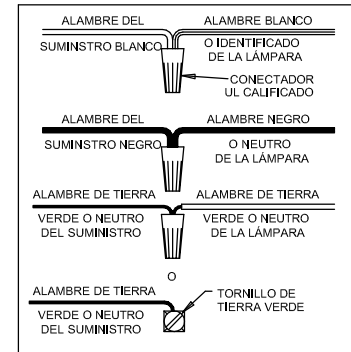 ALAMBRE DEL
SUMINISTRO BLANCO
ALAMBRE BLANCO
O IDENTIFICADO
DE LA LÁMPARA
CONECTADOR
UL CALIFICADO
ALAMBRE DEL
SUMINISTRO NEGRO
ALAMBRE NEGRO
O NEUTRO
DE LA LÁMPARA
ALAMBRE DE TIERRA
VERDE O NEUTRO
DEL SUMINISTRO
ALAMBRE DE TIERRA
VERDE O NEUTRO
DE LA LÁMPARA
O
ALAMBRE DE TIERRA
VERDE O NEUTRO
DEL SUMINISTRO
TORNILLO DE
TIERRA VERDE